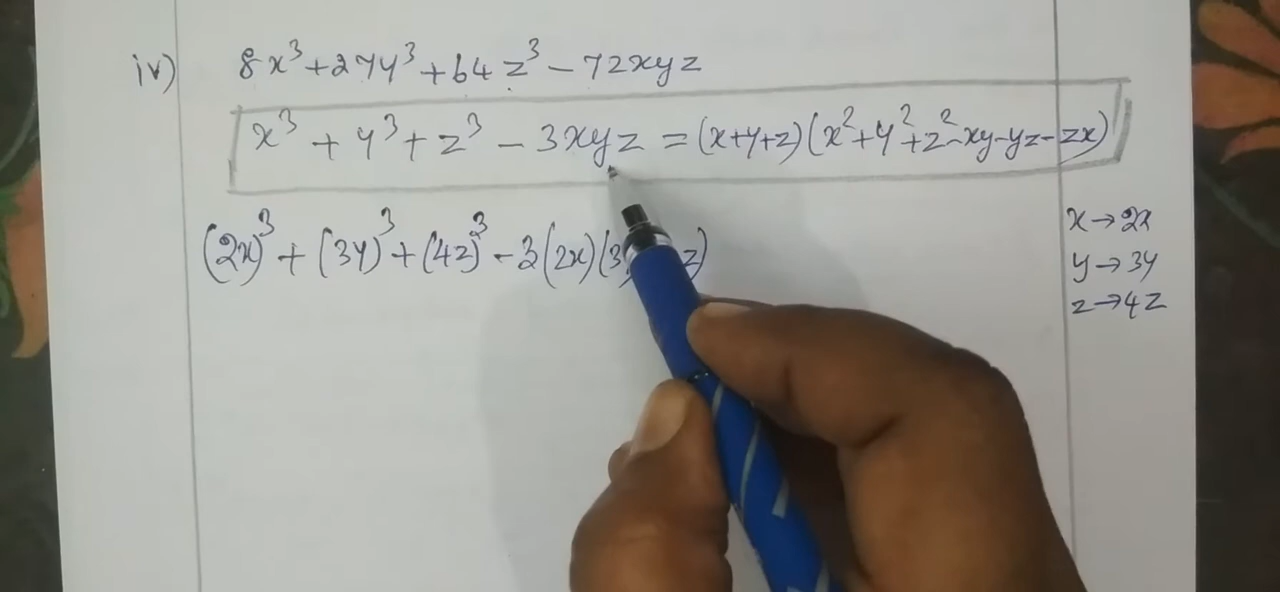 iv) 8x³+27y³+64z³-72xyz
x³+y³+z³-3xyz=(x+y+z)(x²+y²+z²-xy-yz-zx)
(2x)³+(3y)³+(4z)³-3(2x)(3 z)
x→2x
y→3y
z→4z